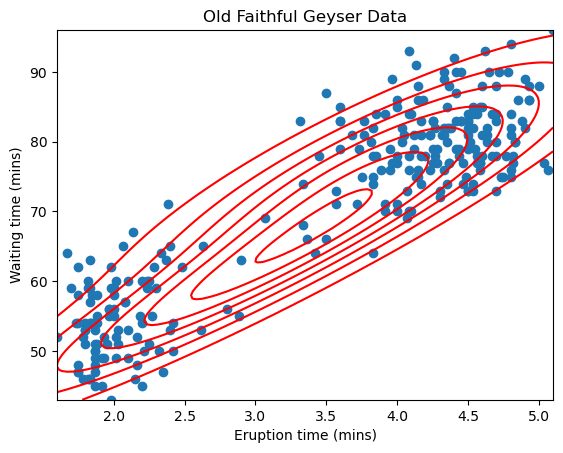 Old Faithful Geyser Data
90
80
70
60
50
Waiting time (mins)
2.0 2.5 3.0 3.5 4.0 4.5 5.0
Eruption time (mins)